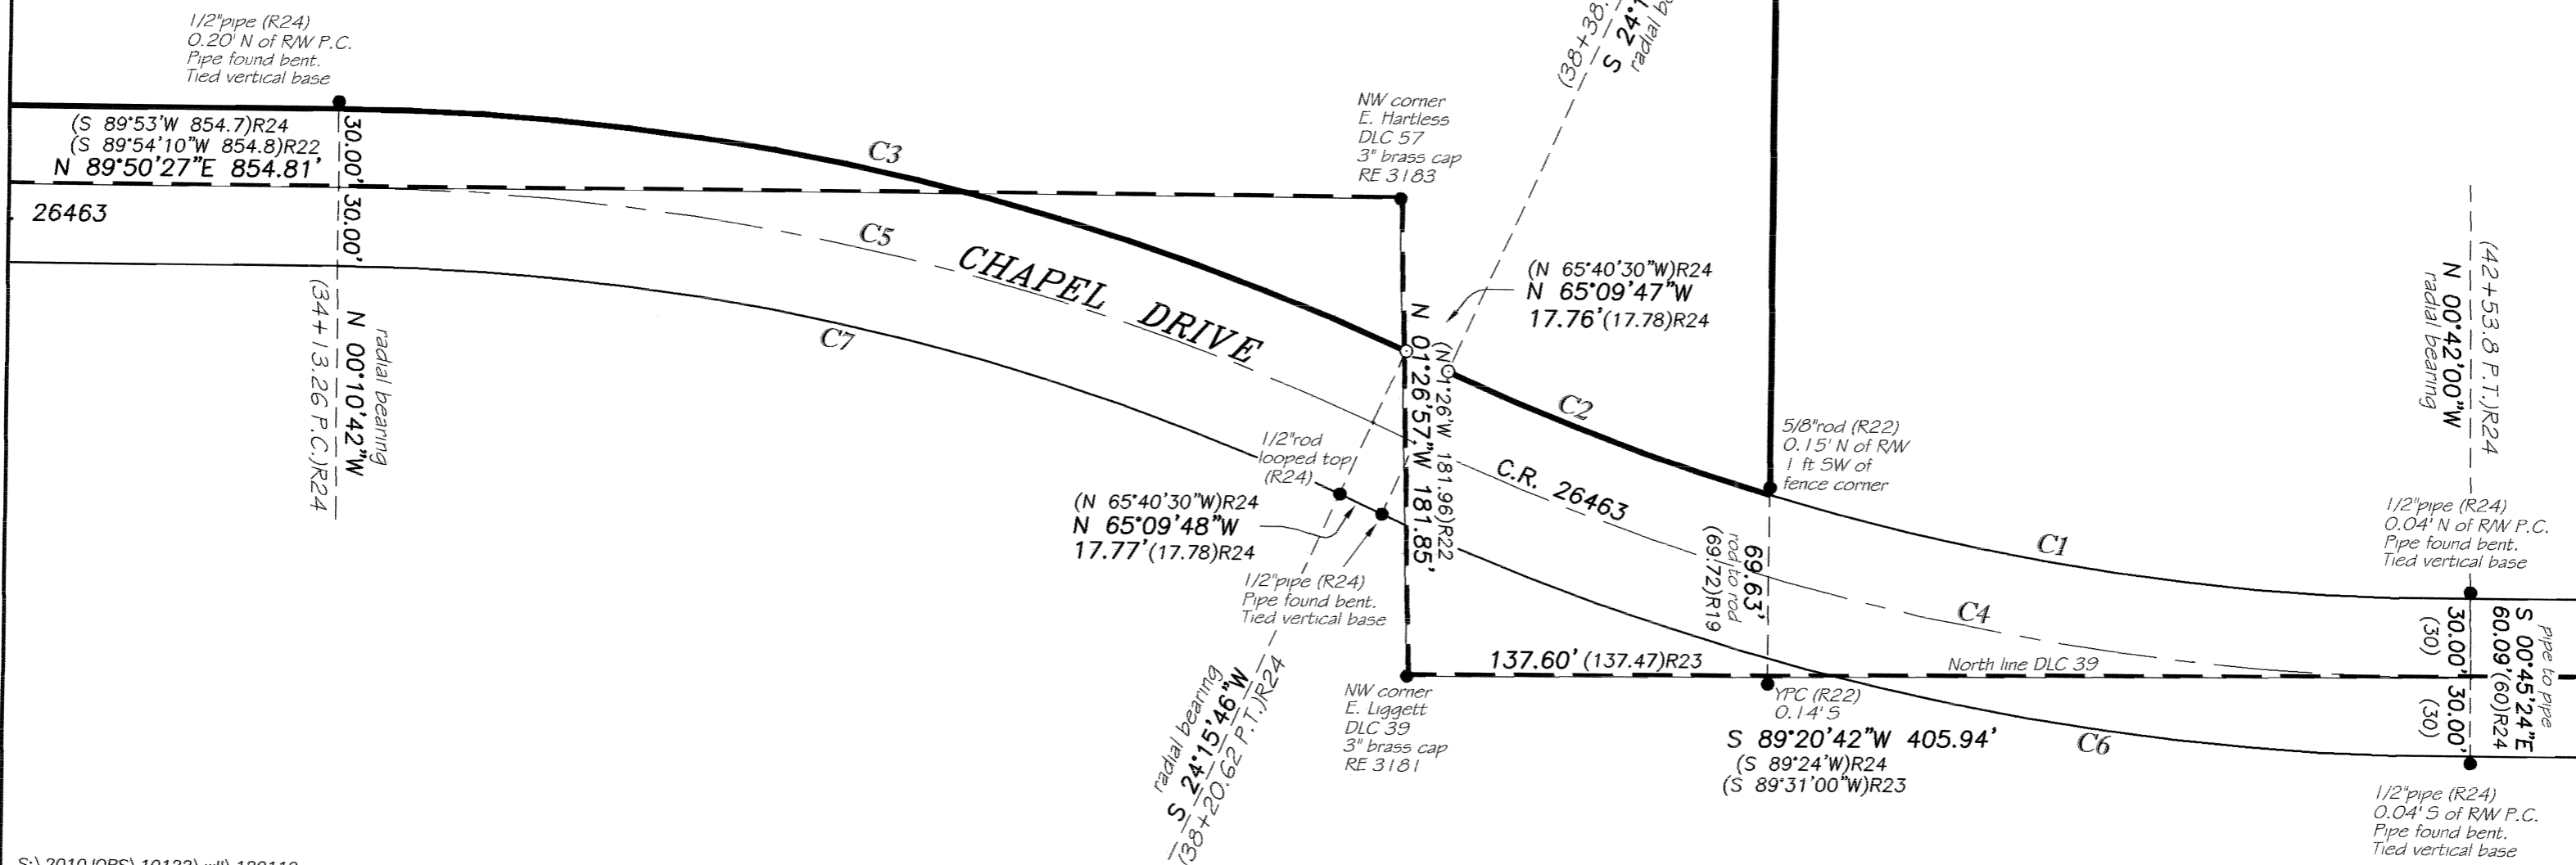 1/2"pipe (R24)
0.20' N of R/W P.C.
Pipe found bent.
Tied vertical base
(S 89°53'W 854.7)R24
(S 89°54'10"W 854.8)R22
N 89°50'27"E 854.81'
26463
30.00'
30.00'
N 00°10'42"W
radial bearing
(34+13.26 P.C.)R24
C3
C5
C7
CHAPEL DRIVE
NW corner
E. Hartless
DLC 57
3" brass cap
RE 3183
(38+38.
S 24°1
radial be
(N 65°40'30"W)R24
N 65°09'47"W
17.76'(17.78)R24
N 01°26'57"W 181.85'
(N 1°26'W 181.96)R22
C2
C.R. 26463
1/2"rod
looped top
(R24)
(N 65°40'30"W)R24
N 65°09'48"W
17.77'(17.78)R24
1/2"pipe (R24)
Pipe found bent.
Tied vertical base
radial bearing
S 24°15'46"W
(38+20.62 P.T.)R24
NW corner
E. Liggett
DLC 39
3" brass cap
RE 3181
137.60' (137.47)R23
5/8"rod (R22)
0.15' N of R/W
1 ft SW of
fence corner
69.63'
rod to rod
(69.72)R19
YPC (R22)
0.14' S
North line DLC 39
S 89°20'42"W 405.94'
(S 89°24'W)R24
(S 89°31'00"W)R23
C1
C4
C6
(42+53.8 P.T.)R24
N 00°42'00"W
radial bearing
1/2"pipe (R24)
0.04' N of R/W P.C.
Pipe found bent.
Tied vertical base
pipe to pipe
S 00°45'24"E
60.09'(60)R24
30.00'
(30)
30.00'
(30)
1/2"pipe (R24)
0.04' S of R/W P.C.
Pipe found bent.
Tied vertical base